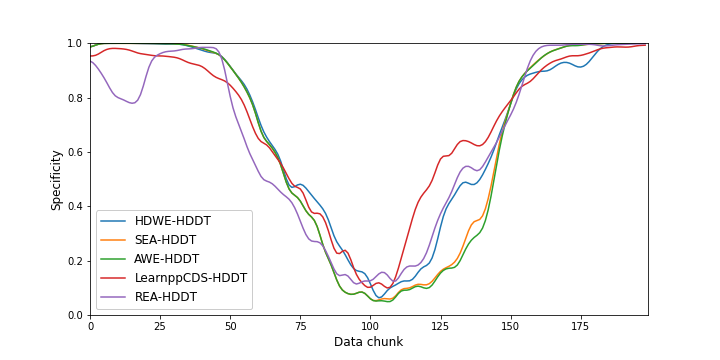 1.0
0.8
0.6
0.4
0.2
0.0
Specificity
HDWE-HDDT
SEA-HDDT
AWE-HDDT
LearnppCDS-HDDT
REA-HDDT
0 25 50 75 100 125 150 175
Data chunk